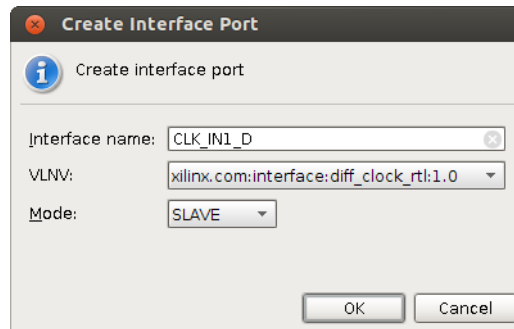 Create Interface Port
Create interface port
Interface name: CLK_IN1_D
VLNV: xilinx.com:interface:diff_clock_rtl:1.0
Mode: SLAVE
OK Cancel